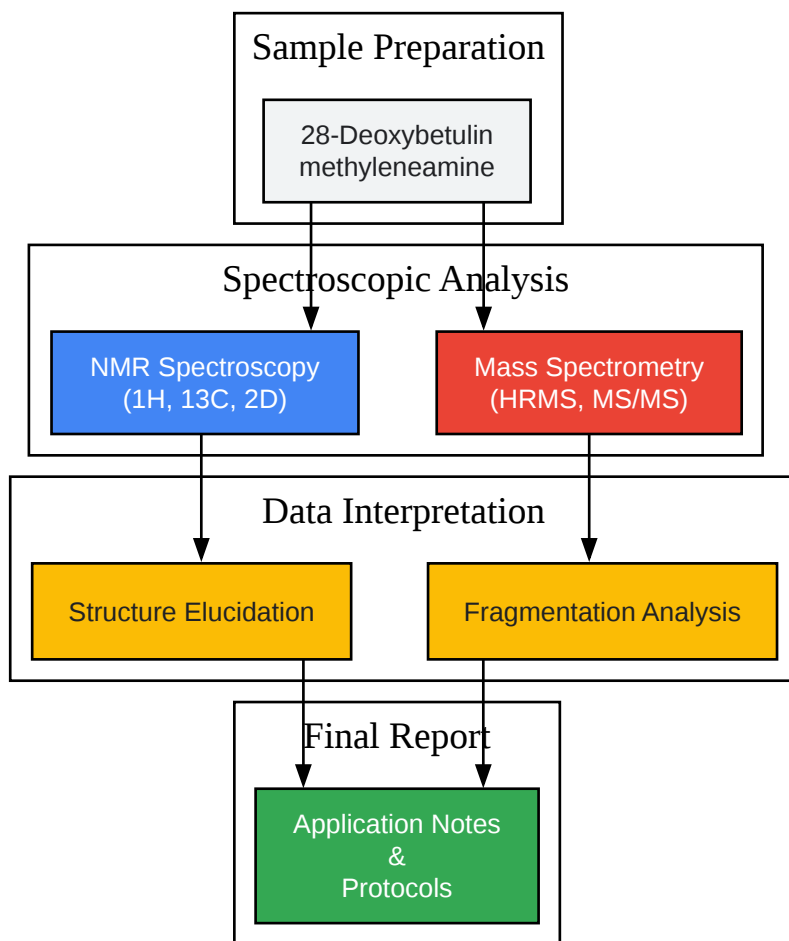 Sample Preparation
28-Deoxybetulin
methyleneamine
Spectroscopic Analysis
NMR Spectroscopy
(1H, 13C, 2D)
Mass Spectrometry
(HRMS, MS/MS)
Data Interpretation
Structure Elucidation
Fragmentation Analysis
Final Report
Application Notes
&
Protocols